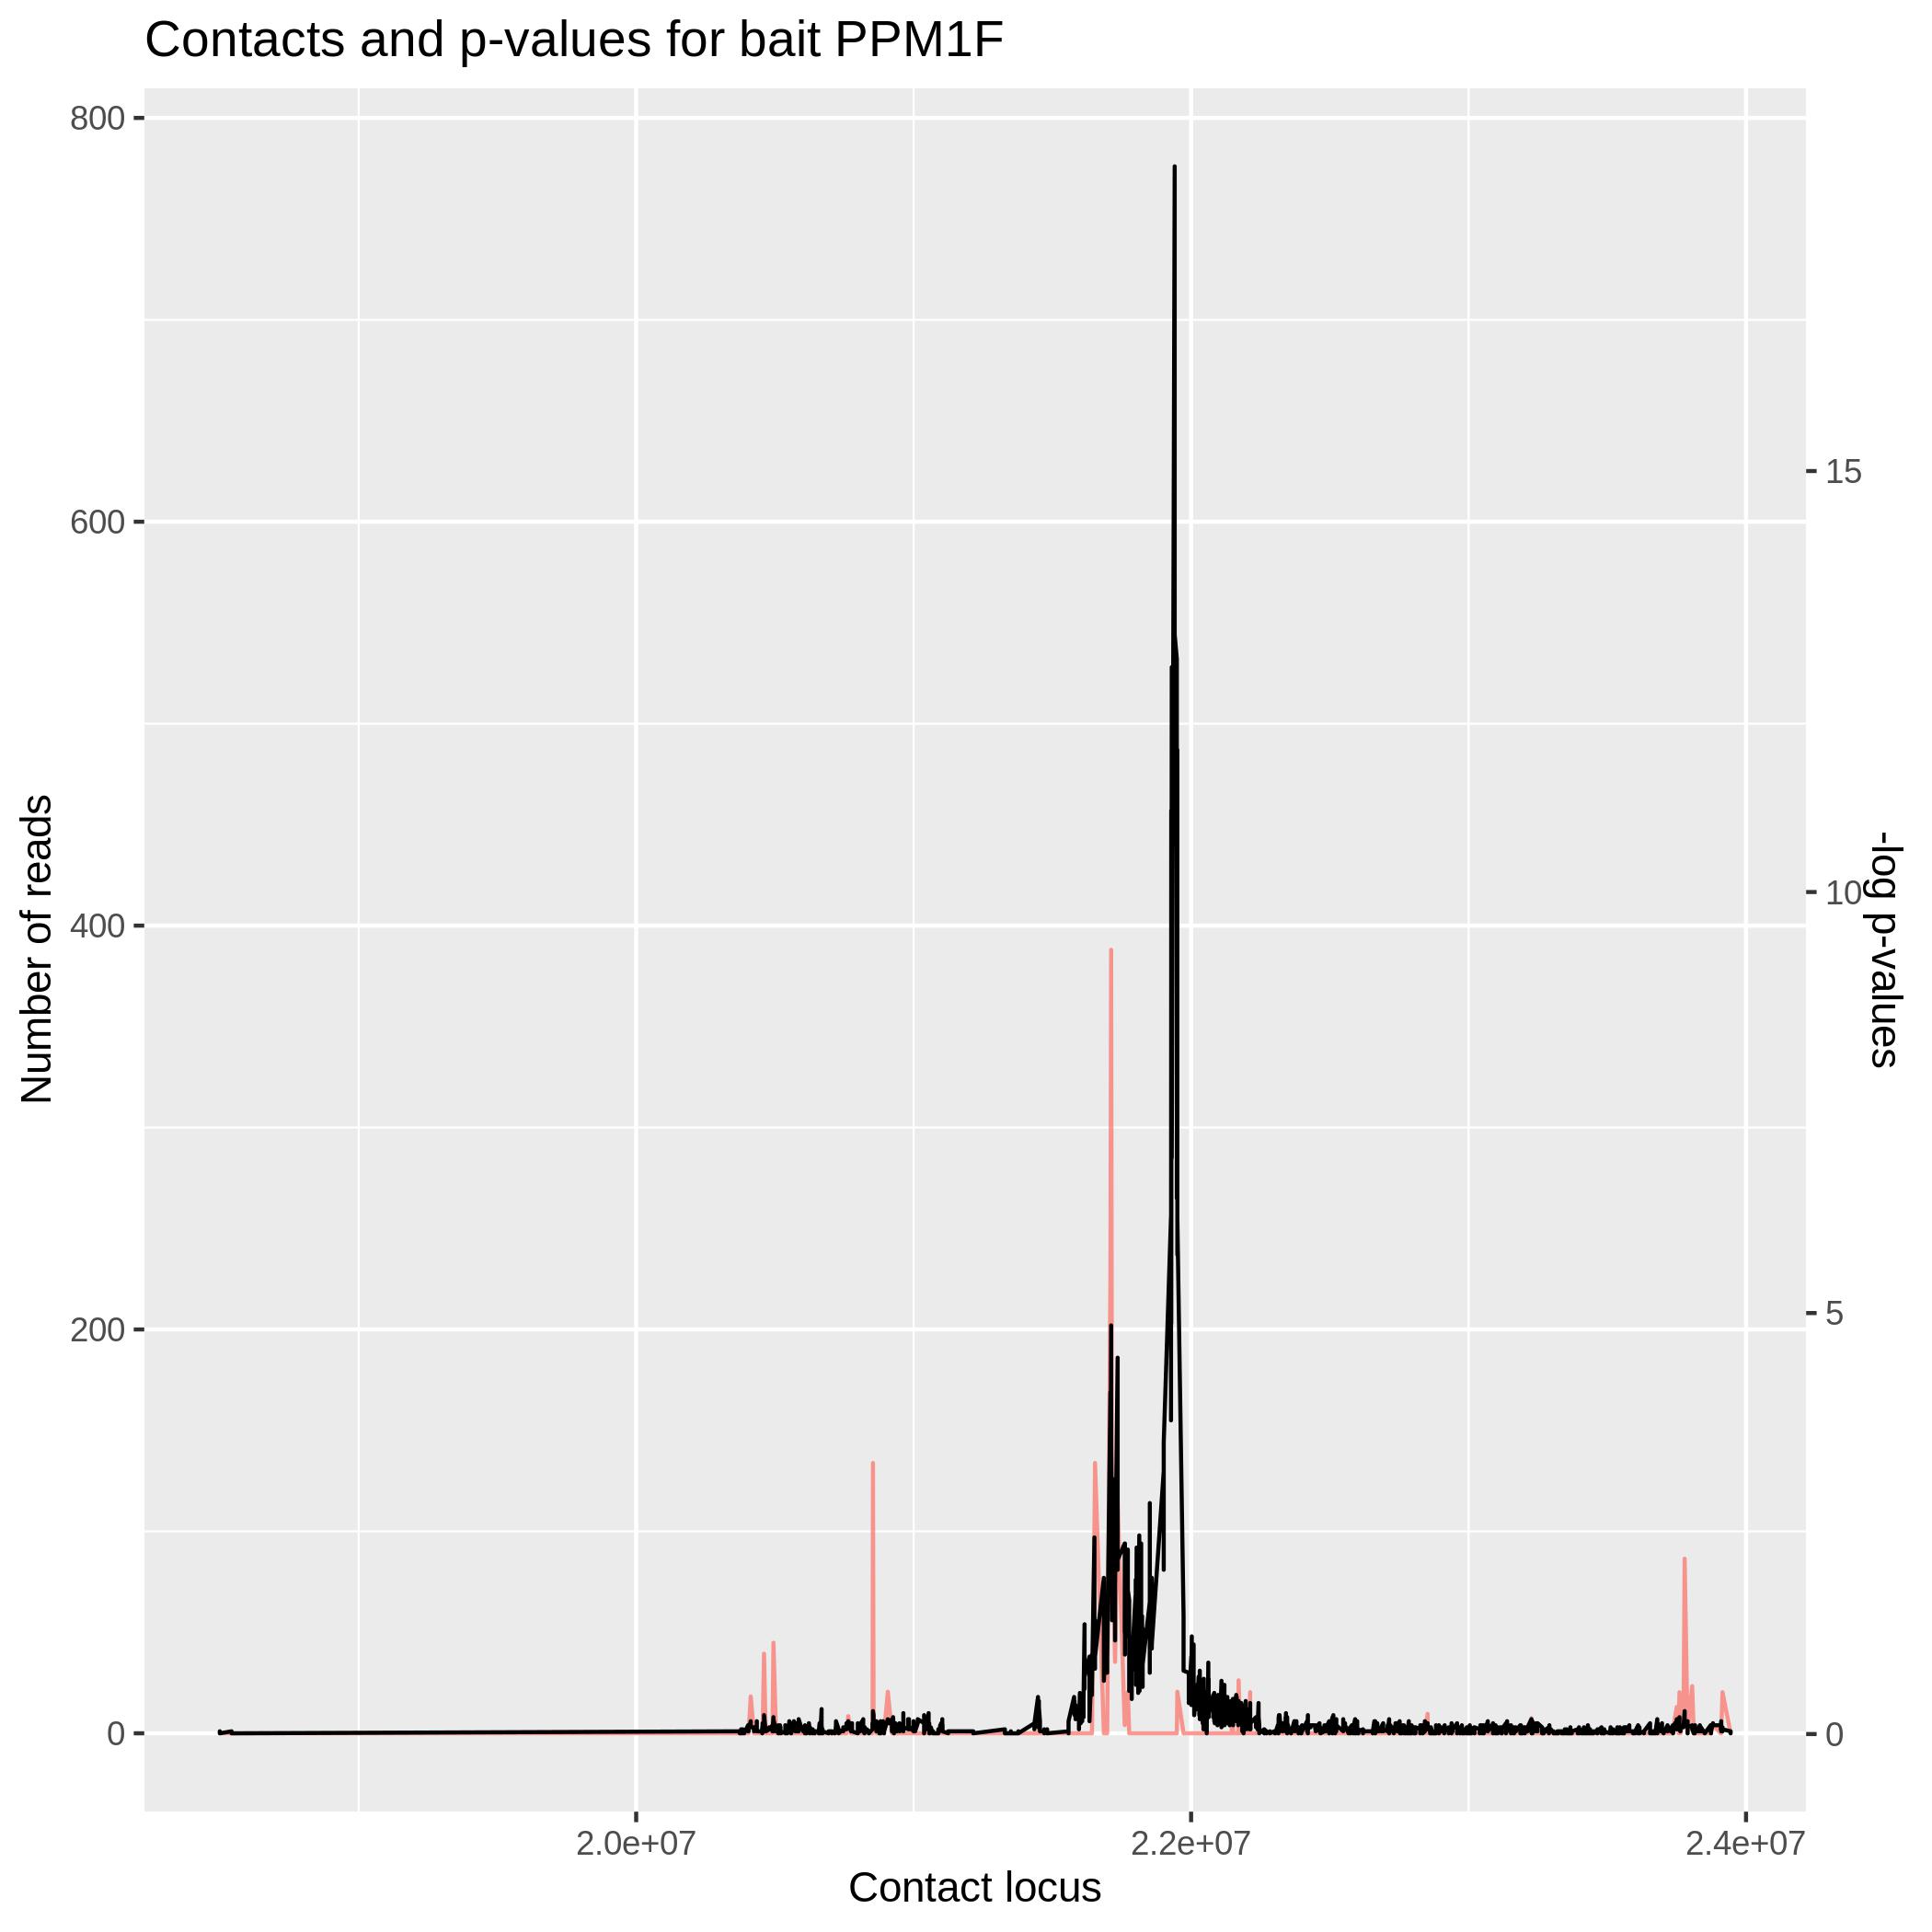 Contacts and p-values for bait PPM1F
Number of reads
800
600
400
200
0
15
10
5
0
-log p-values
2.0e+07
2.2e+07
2.4e+07
Contact locus